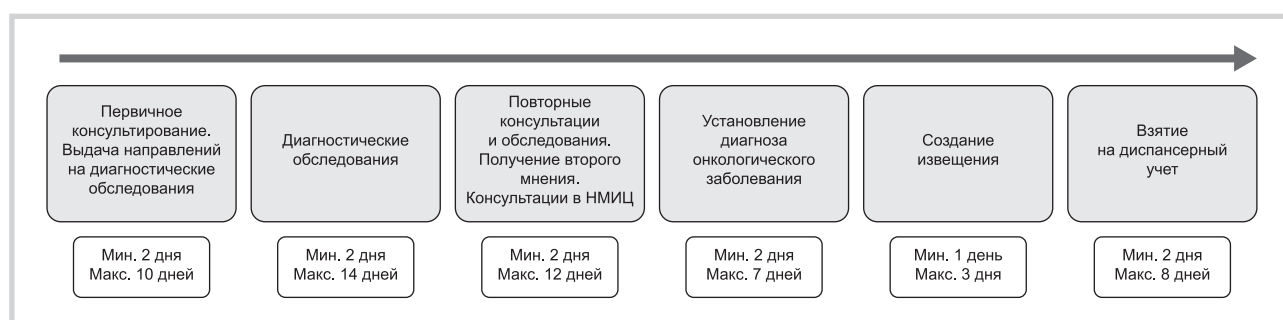 Первичное
консультирование.
Выдача направлений
на диагностические
обследования
Диагностические
обследования
Повторные
консультации
и обследования.
Получение второго
мнения.
Консультации в НМИЦ
Установление
диагноза
онкологического
заболевания
Создание
извещения
Взятие
на диспансерный
учет
Мин. 2 дня
Макс. 10 дней
Мин. 2 дня
Макс. 14 дней
Мин. 2 дня
Макс. 12 дней
Мин. 2 дня
Макс. 7 дней
Мин. 1 день
Макс. 3 дня
Мин. 2 дня
Макс. 8 дней